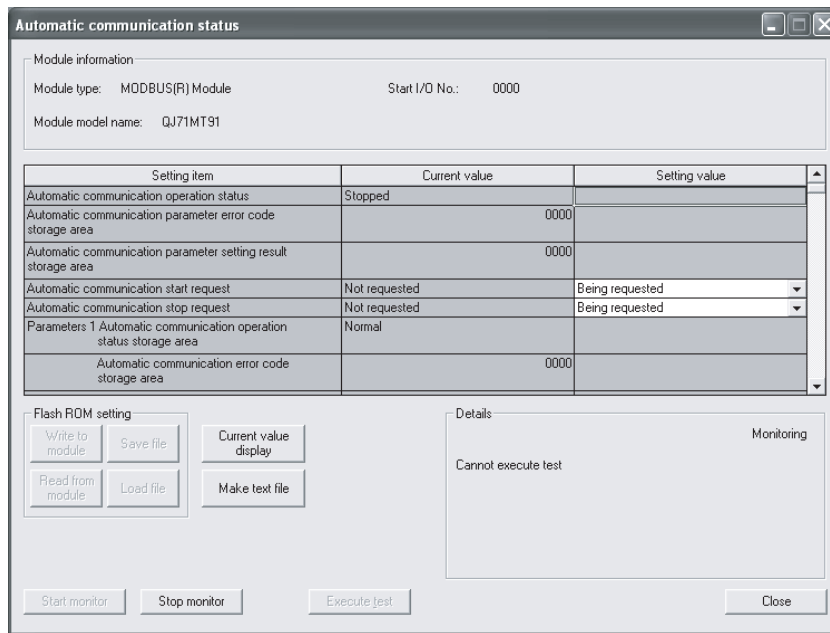 Automatic communication status
Module information
Module type: MODBUS(R) Module Start I/O No.: 0000
Module model name: QJ71MT91
Setting item Current value Setting value
Automatic communication operation status Stopped
Automatic communication parameter error code 0000
storage area
Automatic communication parameter setting result 0000
storage area
Automatic communication start request Not requested Being requested
Automatic communication stop request Not requested Being requested
Parameters 1 Automatic communication operation Normal
status storage area
Automatic communication error code 0000
storage area
Flash ROM setting
Write to
module
Save file
Current value
display
Read from
module
Load file
Make text file
Details
Monitoring
Cannot execute test
Start monitor Stop monitor Execute test Close